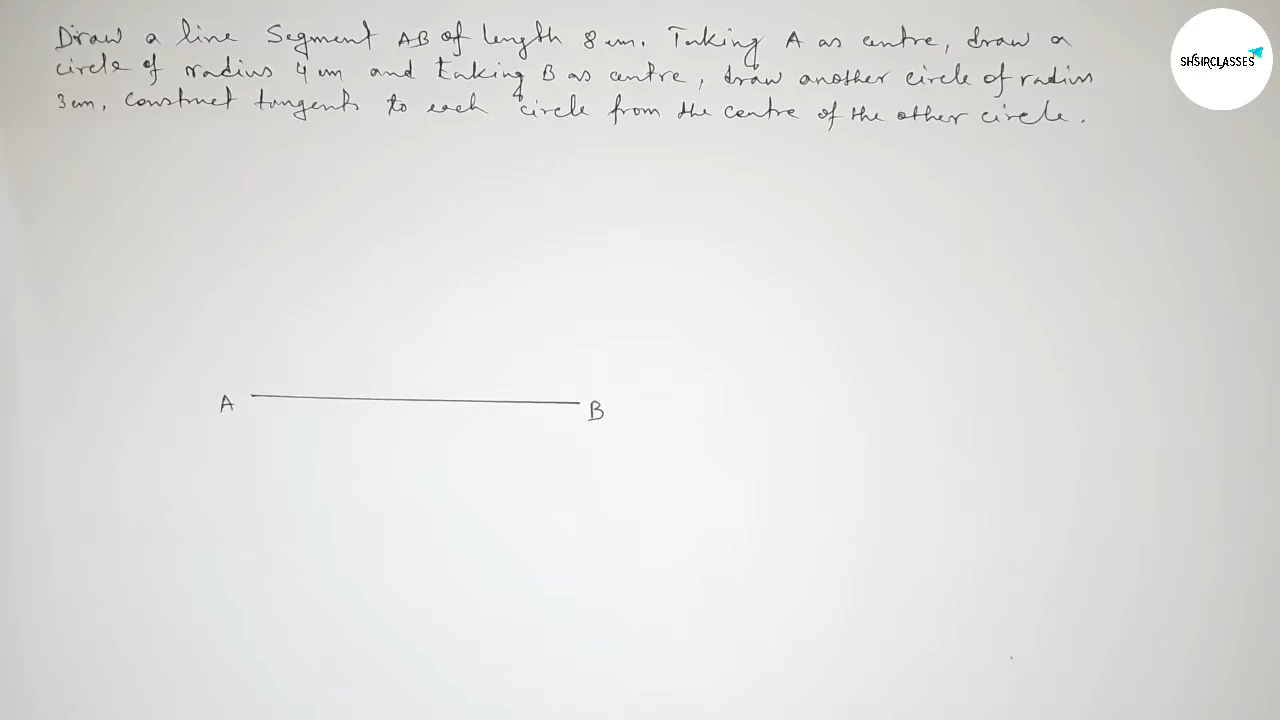 Draw a line Segment AB of length 8 cm. Taking A as centre, draw a
circle of radius 4 cm and taking B as centre, draw another circle of radius
3 cm, Construct tangents to each circle from the centre of the other circle.
SHSIRCLASSES
A B